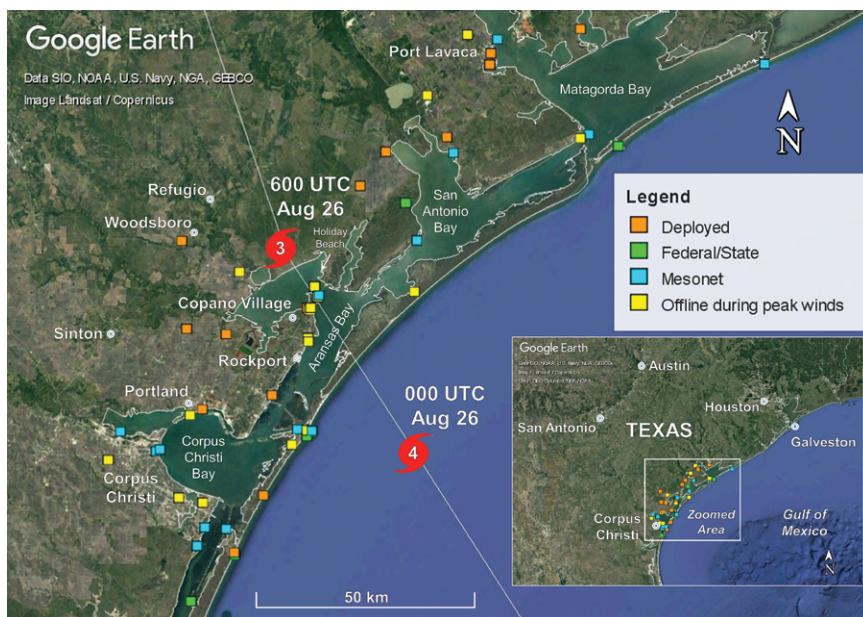 Google Earth
Data SIO, NOAA, U.S. Navy, NGA, GEBCO
Image Landsat / Copernicus
Port Lavaca
Matagorda Bay
N
600 UTC
Aug 26
Refugio
Woodsboro
San
Antonio
Bay
3
Holiday
Beach
Legend
Deployed
Federal/State
Mesonet
Offline during peak winds
Copano Village
Aransas Bay
Sinton
Rockport
Portland
000 UTC
Aug 26
4
Corpus
Christi
Bay
Corpus
Christi
50 km
Google Earth
Austin
Houston
San Antonio
TEXAS
Galveston
Corpus
Christi
Zoomed
Area
Gulf of
Mexico
N